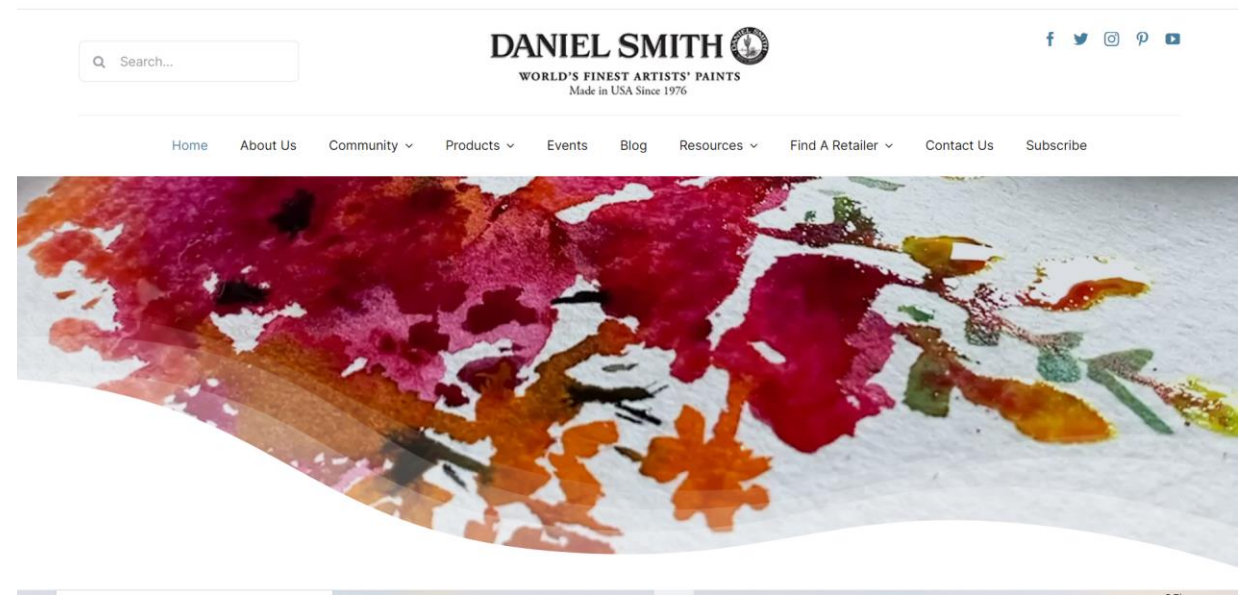 Search...
DANIEL SMITH
WORLD'S FINEST ARTISTS' PAINTS
Made in USA Since 1976
Home About Us Community Products Events Blog Resources Find A Retailer Contact Us Subscribe